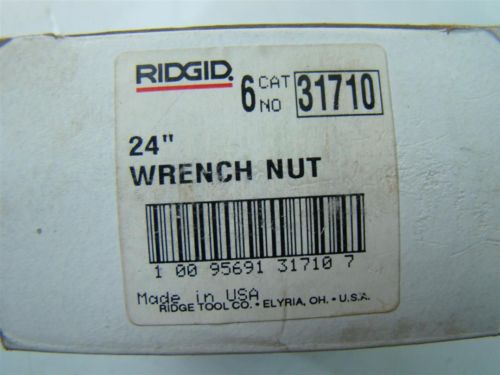 RIDGID.
6 CAT NO 31710
24"
WRENCH NUT
1 00 95691 31710 7
Made in USA
RIDGE TOOL CO. • ELYRIA, OH. • U.S.A.